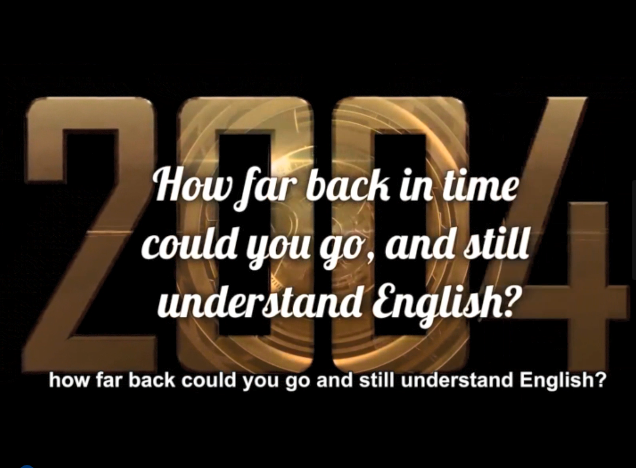 2004
How far back in time
could you go, and still
understand English?
how far back could you go and still understand English?